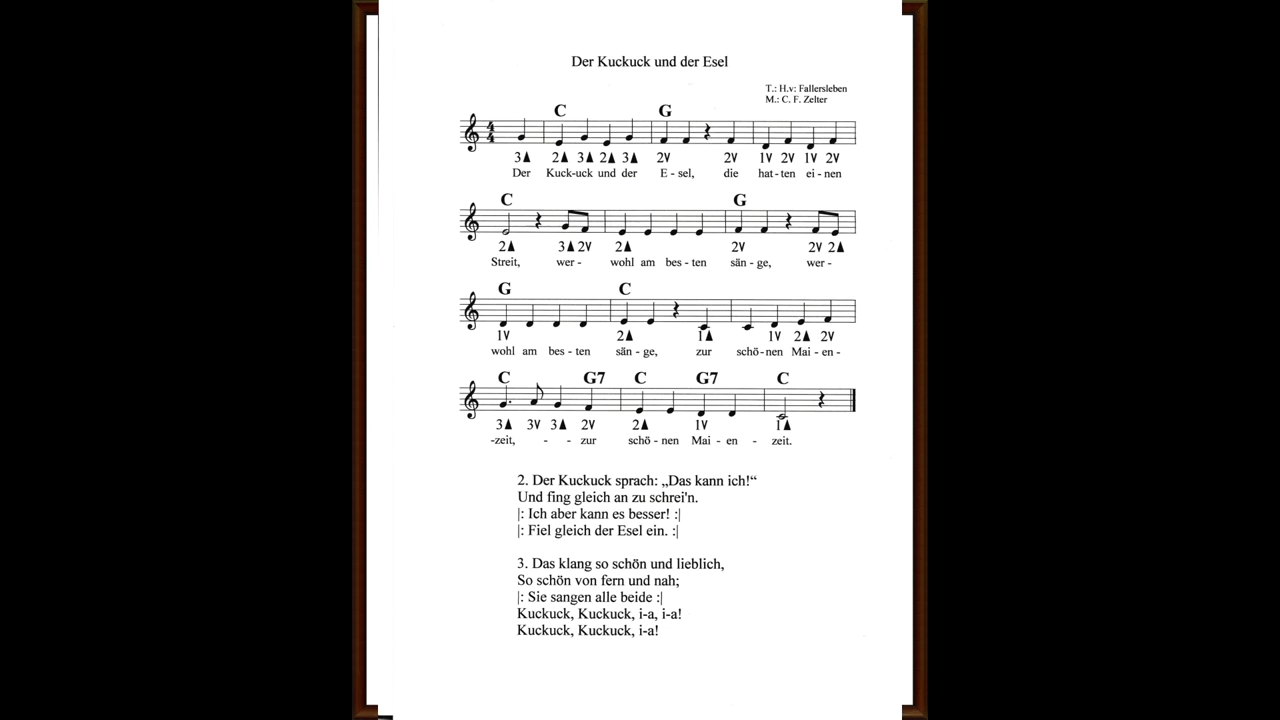 Der Kuckuck und der Esel
T.: H.v: Fallersleben
M.: C. F. Zelter
C G
4
4
3▲ 2▲ 3▲ 2▲ 3▲ 2V 2V 1V 2V 1V 2V
Der Kuck-uck und der E - sel, die hat - ten ei - nen
C G
2▲ 3▲ 2V 2▲ 2V 2V 2▲
Streit, wer - wohl am bes - ten sän - ge, wer -
G C
1V 2▲ 1▲ 1V 2▲ 2V
wohl am bes - ten sän - ge, zur schö - nen Mai - en -
C G7 C G7 C
3▲ 3V 3▲ 2V 2▲ 1V 1▲
-zeit, - - zur schö - nen Mai - en - zeit.
2. Der Kuckuck sprach: „Das kann ich!“
Und fing gleich an zu schrei'n.
|: Ich aber kann es besser! :|
|: Fiel gleich der Esel ein. :|
3. Das klang so schön und lieblich,
So schön von fern und nah;
|: Sie sangen alle beide :|
Kuckuck, Kuckuck, i-a, i-a!
Kuckuck, Kuckuck, i-a!